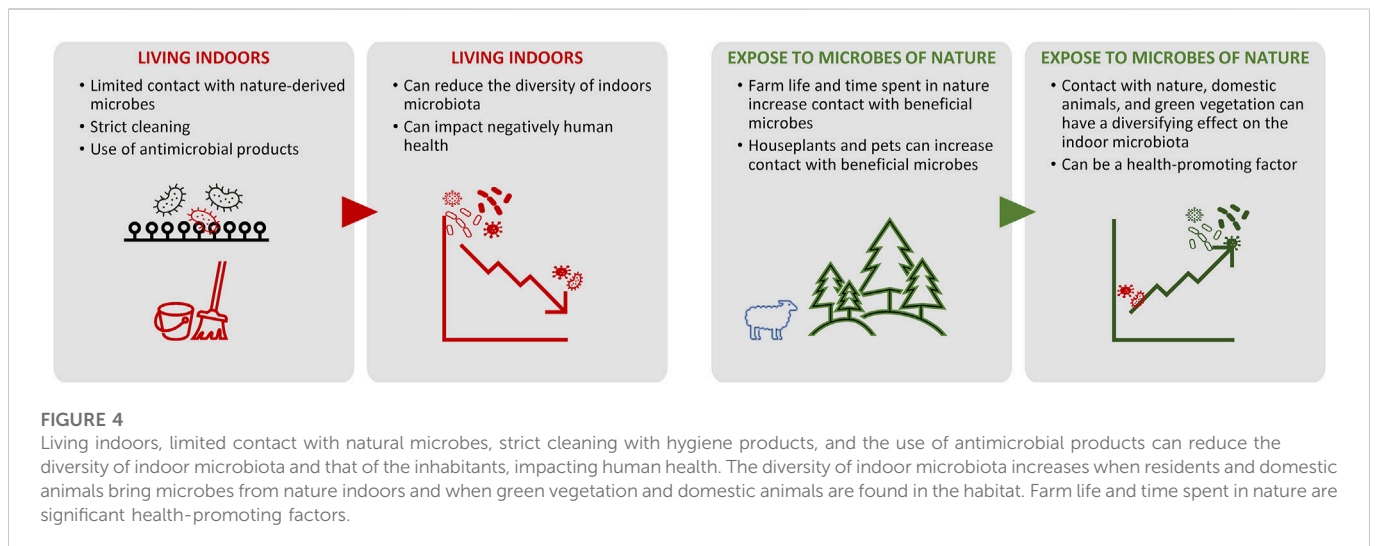 LIVING INDOORS
• Limited contact with nature-derived
microbes
• Strict cleaning
• Use of antimicrobial products
LIVING INDOORS
• Can reduce the diversity of indoors
microbiota
• Can impact negatively human
health
EXPOSE TO MICROBES OF NATURE
• Farm life and time spent in nature
increase contact with beneficial
microbes
• Houseplants and pets can increase
contact with beneficial microbes
EXPOSE TO MICROBES OF NATURE
• Contact with nature, domestic
animals, and green vegetation can
have a diversifying effect on the
indoor microbiota
• Can be a health-promoting factor
FIGURE 4
Living indoors, limited contact with natural microbes, strict cleaning with hygiene products, and the use of antimicrobial products can reduce the
diversity of indoor microbiota and that of the inhabitants, impacting human health. The diversity of indoor microbiota increases when residents and domestic
animals bring microbes from nature indoors and when green vegetation and domestic animals are found in the habitat. Farm life and time spent in nature are
significant health-promoting factors.